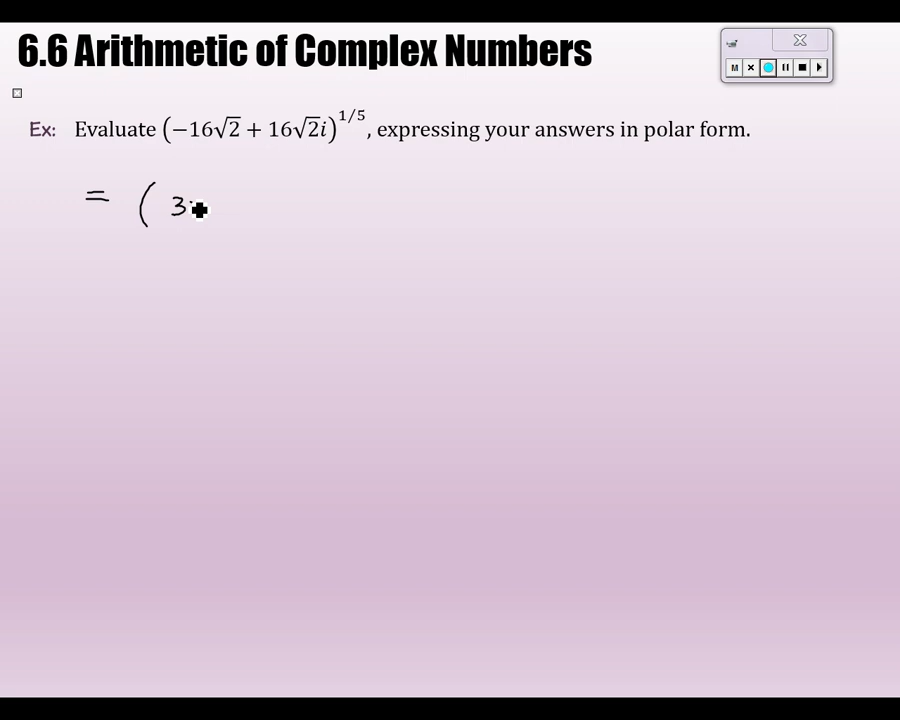 6.6 Arithmetic of Complex Numbers
Ex: Evaluate (−16√2 + 16√2i)^1/5, expressing your answers in polar form.
= ( 3